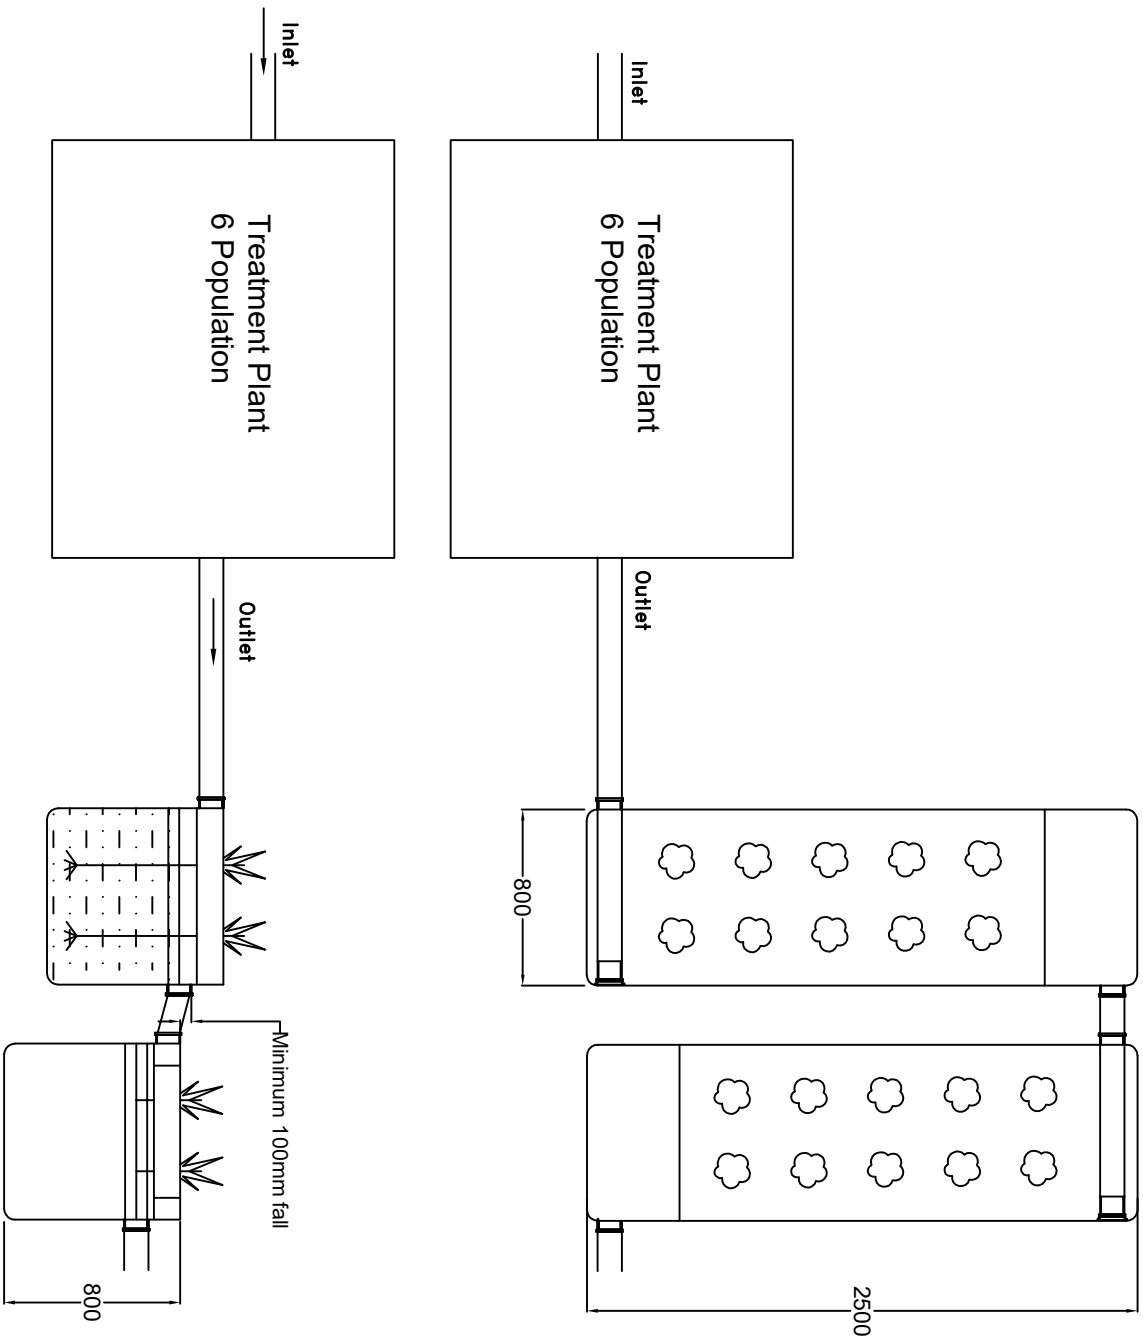 Inlet
Treatment Plant
6 Population
Outlet
800
2500
Inlet
Treatment Plant
6 Population
Outlet
Minimum 100mm fall
800